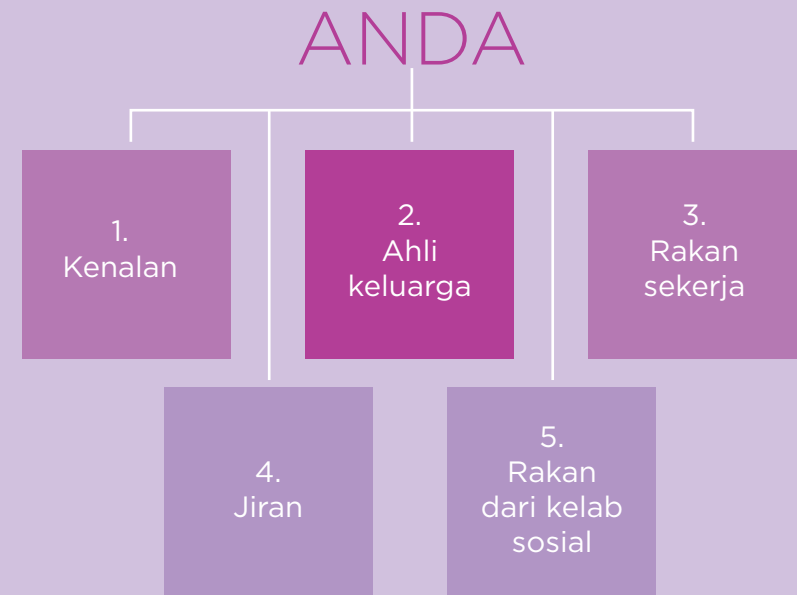 ANDA
1.
Kenalan
2.
Ahli
keluarga
3.
Rakan
sekerja
4.
Jiran
5.
Rakan
dari kelab
sosial